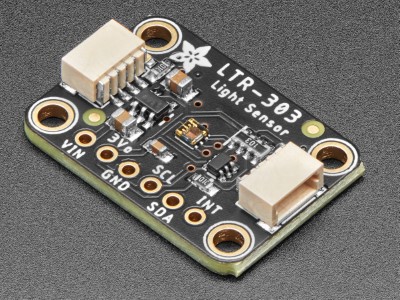 LTR-303
Light Sensor
VIN
3Vo
GND
SCL
SDA
INT